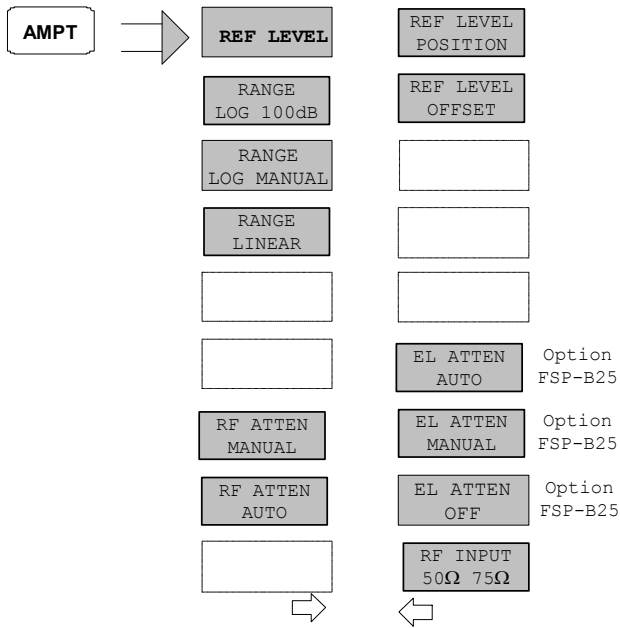 AMPT
REF LEVEL
RANGE
LOG 100dB
RANGE
LOG MANUAL
RANGE
LINEAR
RF ATTEN
MANUAL
RF ATTEN
AUTO
REF LEVEL
POSITION
REF LEVEL
OFFSET
EL ATTEN
AUTO
Option
FSP-B25
EL ATTEN
MANUAL
Option
FSP-B25
EL ATTEN
OFF
Option
FSP-B25
RF INPUT
50Ω 75Ω